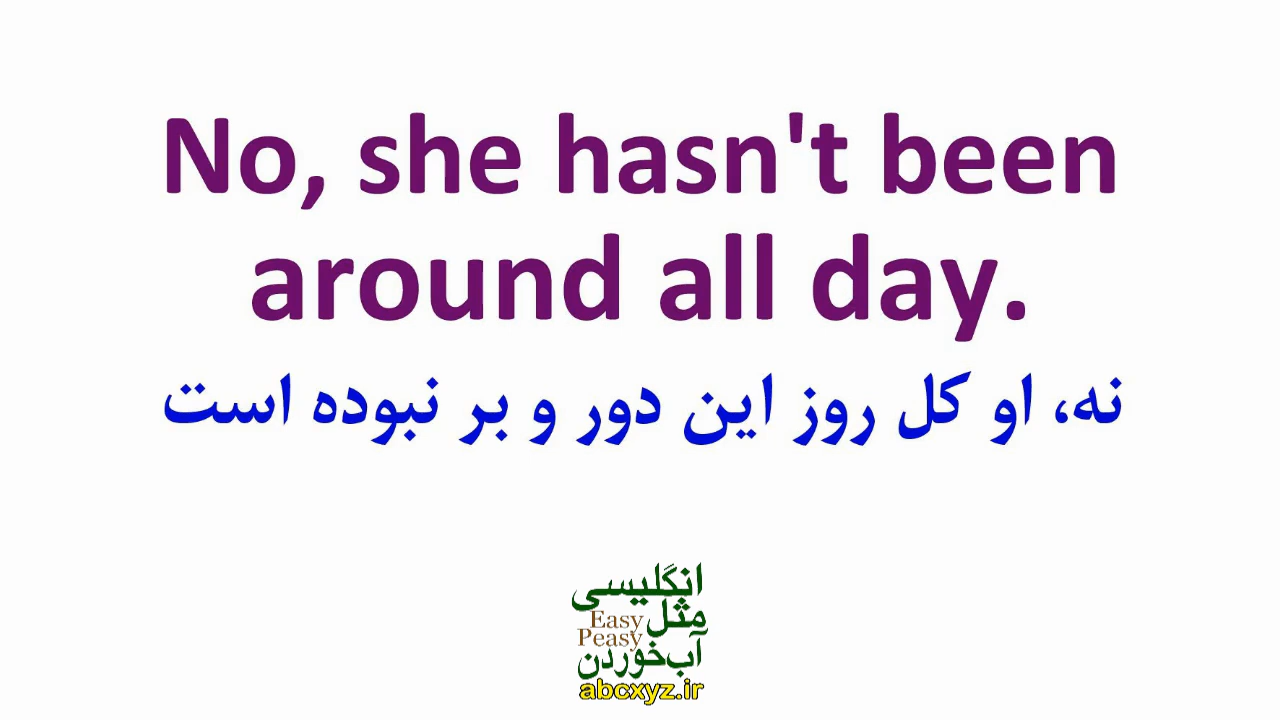 No, she hasn't been
around all day.
نه، او کل روز این دور و بر نبوده است
انگلیسی
مثل
Easy
Peasy
آب‌خوردن
abcxyz.ir